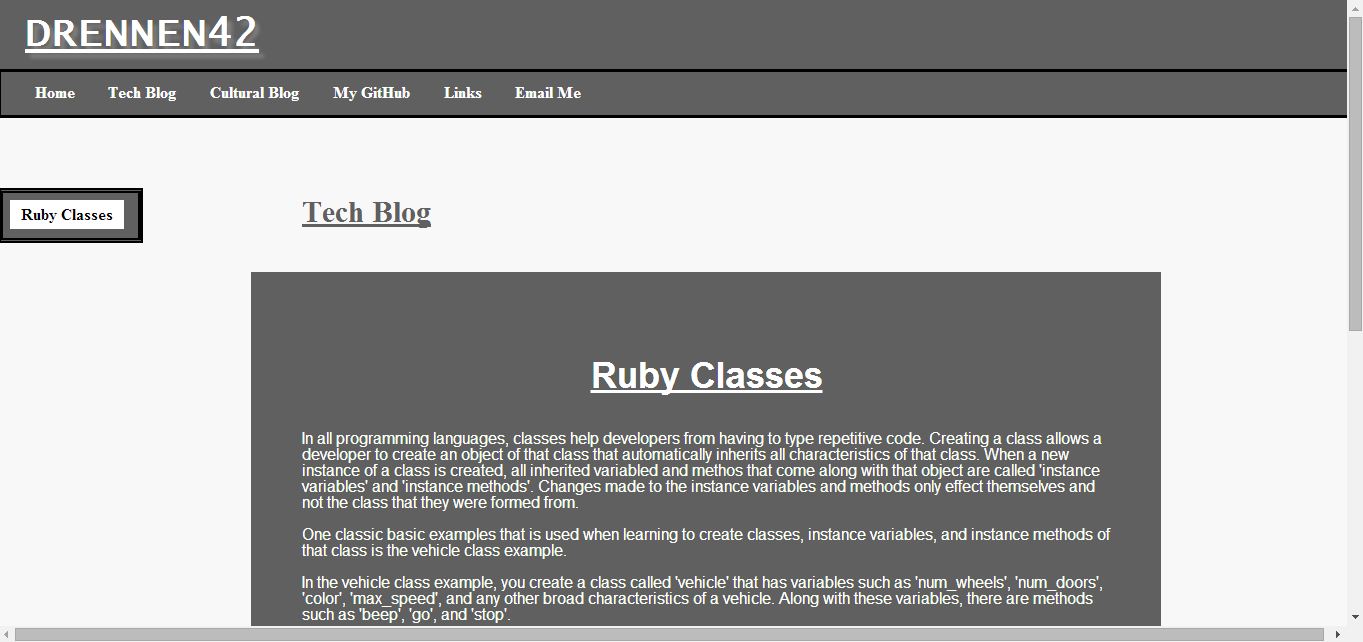 DRENNEN42
Home Tech Blog Cultural Blog My GitHub Links Email Me
Ruby Classes
Tech Blog
Ruby Classes
In all programming languages, classes help developers from having to type repetitive code. Creating a class allows a
developer to create an object of that class that automatically inherits all characteristics of that class. When a new
instance of a class is created, all inherited variabled and methos that come along with that object are called 'instance
variables' and 'instance methods'. Changes made to the instance variables and methods only effect themselves and
not the class that they were formed from.
One classic basic examples that is used when learning to create classes, instance variables, and instance methods of
that class is the vehicle class example.
In the vehicle class example, you create a class called 'vehicle' that has variables such as 'num_wheels', 'num_doors',
'color', 'max_speed', and any other broad characteristics of a vehicle. Along with these variables, there are methods
such as 'beep', 'go', and 'stop'.